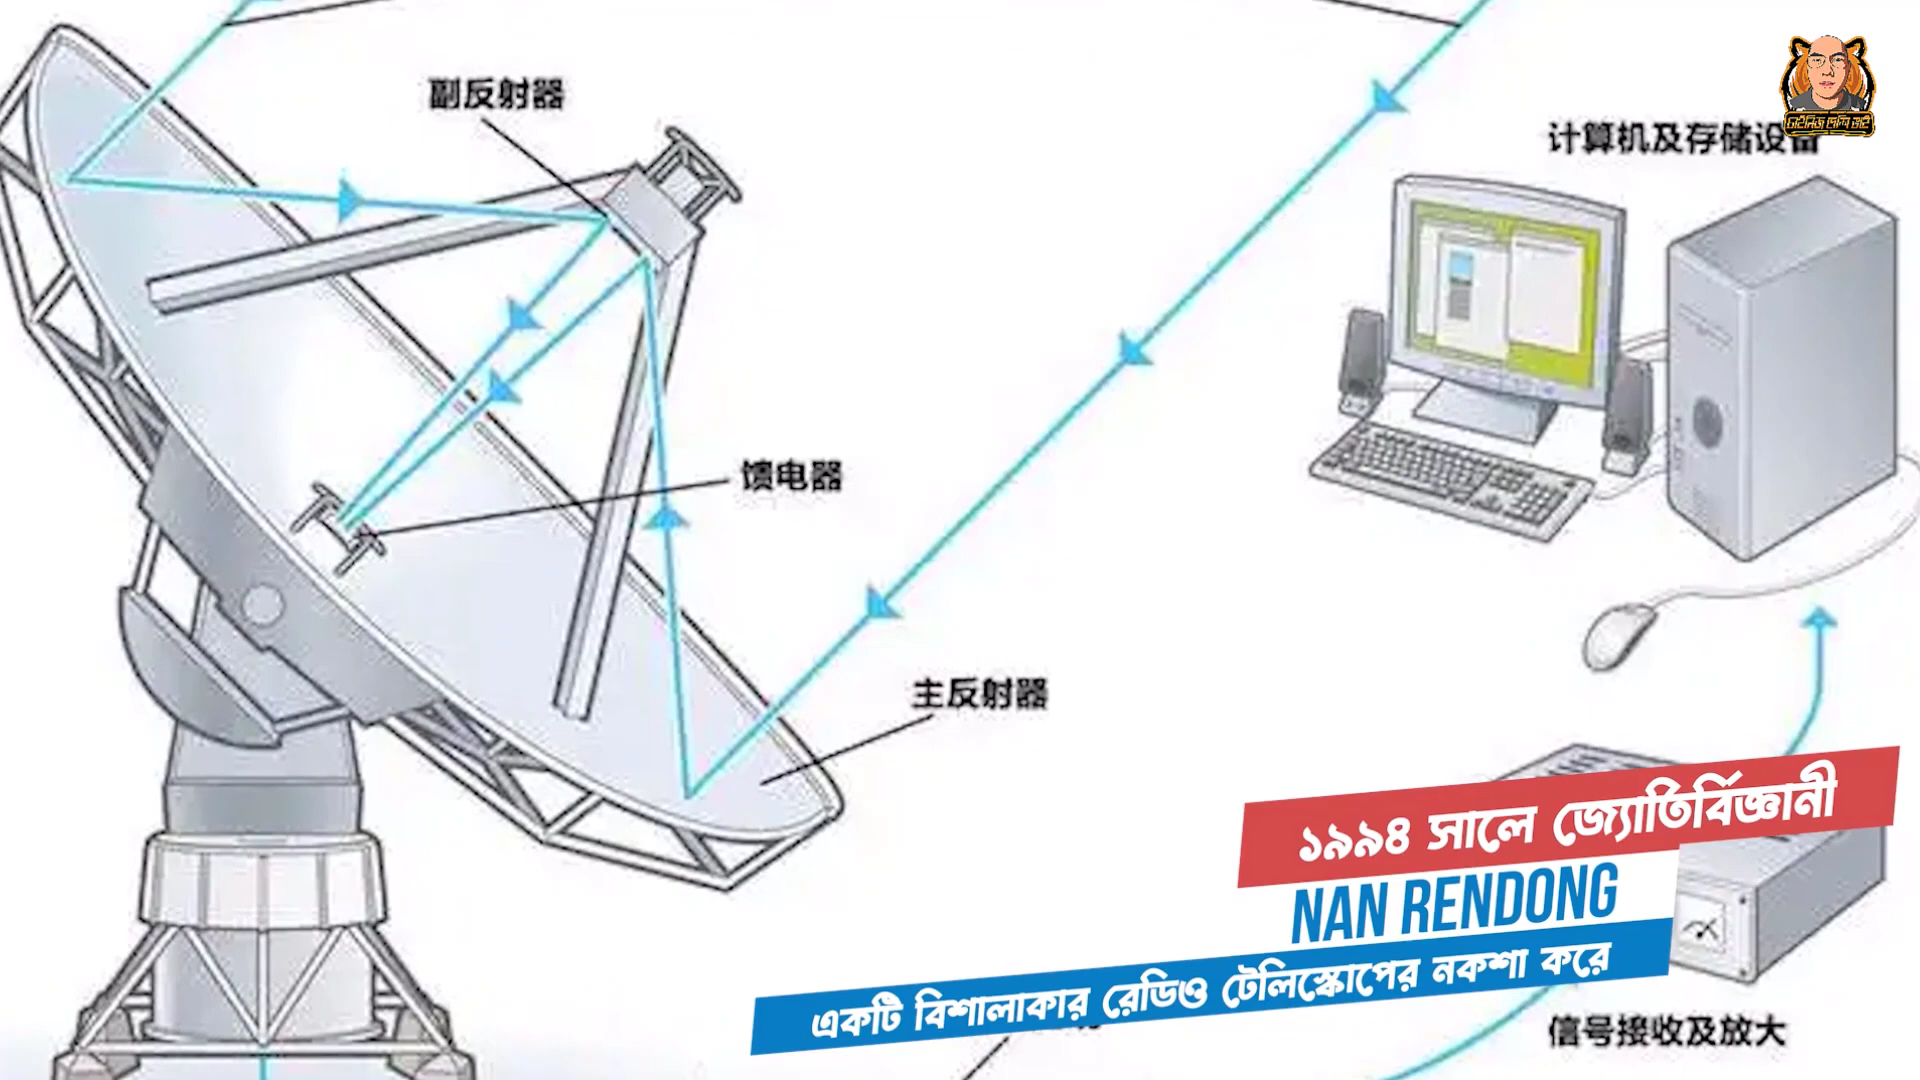 副反射器
计算机及存储设备
馈电器
主反射器
১৯৯৪ সালে জ্যোতির্বিজ্ঞানী
NAN RENDONG
একটি বিশালাকার রেডিও টেলিস্কোপের নকশা করে
信号接收及放大